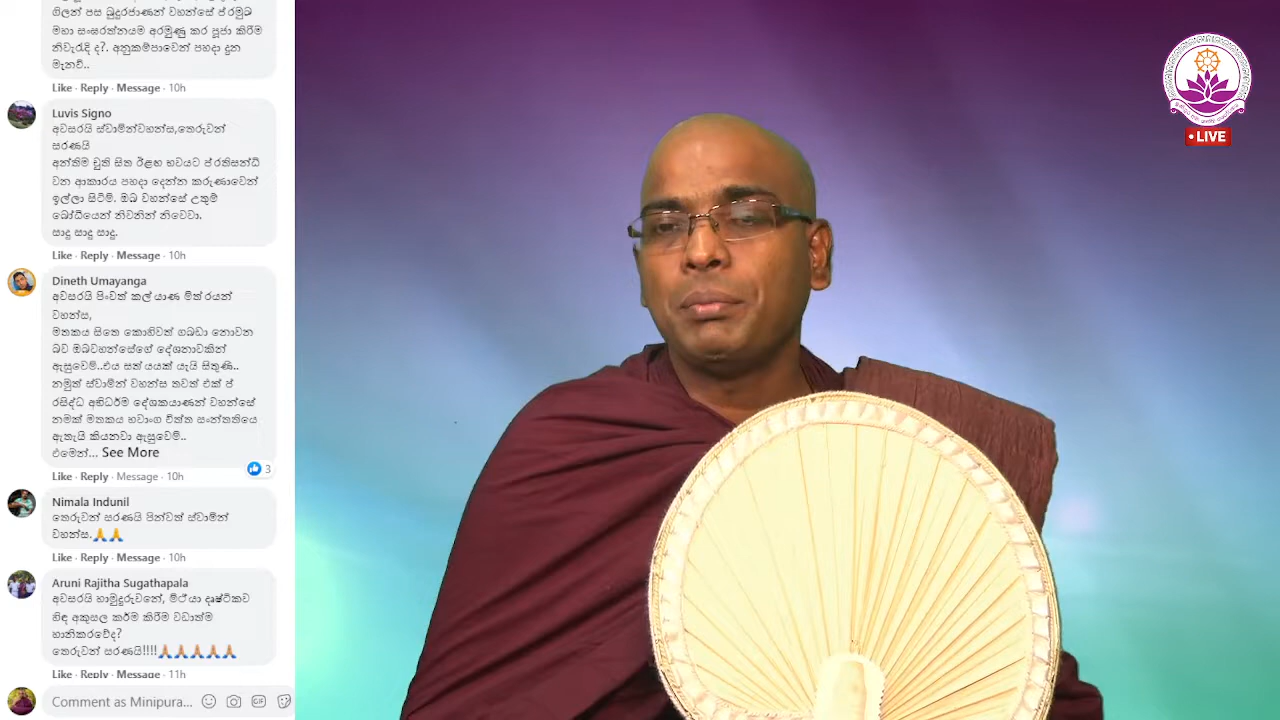 ගිලන් පස බුදුරජාණන් වහන්සේ ප්රමුඛ
මහා සංඝරත්නයම අරමුණු කර පූජා කිරීම
නිවැරැදි ද?. අනුකම්පාවෙන් පහදා දුන
මැනවි..
Like · Reply · Message · 10h
Luvis Signo
අවසරයි ස්වාමින්වහන්ස,තෙරුවන්
සරණයි
අන්තිම චුති සිත ඊළඟ භවයට ප්රතිසන්ධි
වන ආකාරය පහදා දෙන්න කරුණාවෙන්
ඉල්ලා සිටිමි. ඔබ වහන්සේ උතුම්
බෝධියෙන් නිවනින් නිවේවා.
සාදු සාදු සාදු.
Like · Reply · Message · 10h
Dineth Umayanga
අවසරයි පිංවත් කල්යාණ මිත්රයන්
වහන්ස,
මතකය සිතෙ කොහිවත් ගබඩා නොවන
බව ඔබවහන්සේගේ දේශනාවකින්
ඇසුවෙමි..එය සත්යයක් යැයි සිතුණි..
නමුත් ස්වාමින් වහන්ස තවත් එක් ප්
රසිද්ධ අභිධර්ම දේශකයාණන් වහන්සේ
නමක් මතකය භවාංග චිත්ත සංන්තතියෙ
ඇතැයි කියනවා ඇසුවෙමි..
එමෙන්... See More
3
Like · Reply · Message · 10h
Nimala Indunil
තෙරුවන් සරණයි පින්වත් ස්වාමින්
වහන්ස.🙏🙏
Like · Reply · Message · 10h
Aruni Rajitha Sugathapala
අවසරයි හාමුදුරුවනේ, මිථ්යා දෘෂ්ටිකව
හිඳ අකුසල කර්ම කිරීම වඩාත්ම
හානිකරවේද?
තෙරුවන් සරණයි!!!!🙏🙏🙏🙏🙏
Like · Reply · Message · 11h
Comment as Minipura...
GIF
LIVE